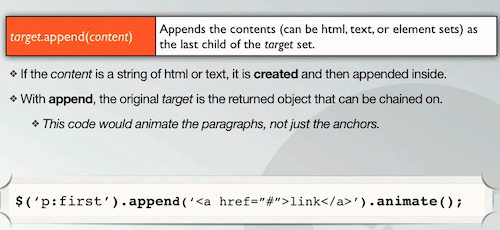 target.append(content)
Appends the contents (can be html, text, or element sets) as
the last child of the target set.
❖ If the content is a string of html or text, it is created and then appended inside.
❖ With append, the original target is the returned object that can be chained on.
❖ This code would animate the paragraphs, not just the anchors.
$(‘p:first’).append(‘<a href=”#”>link</a>’).animate();